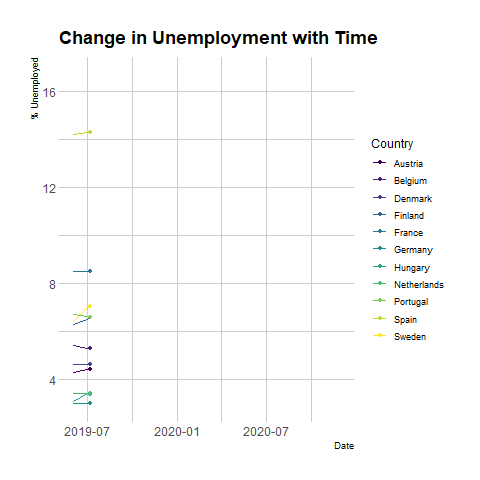 Change in Unemployment with Time
% Unemployed
16
12
8
4
2019-07 2020-01 2020-07
Date
Country
Austria
Belgium
Denmark
Finland
France
Germany
Hungary
Netherlands
Portugal
Spain
Sweden